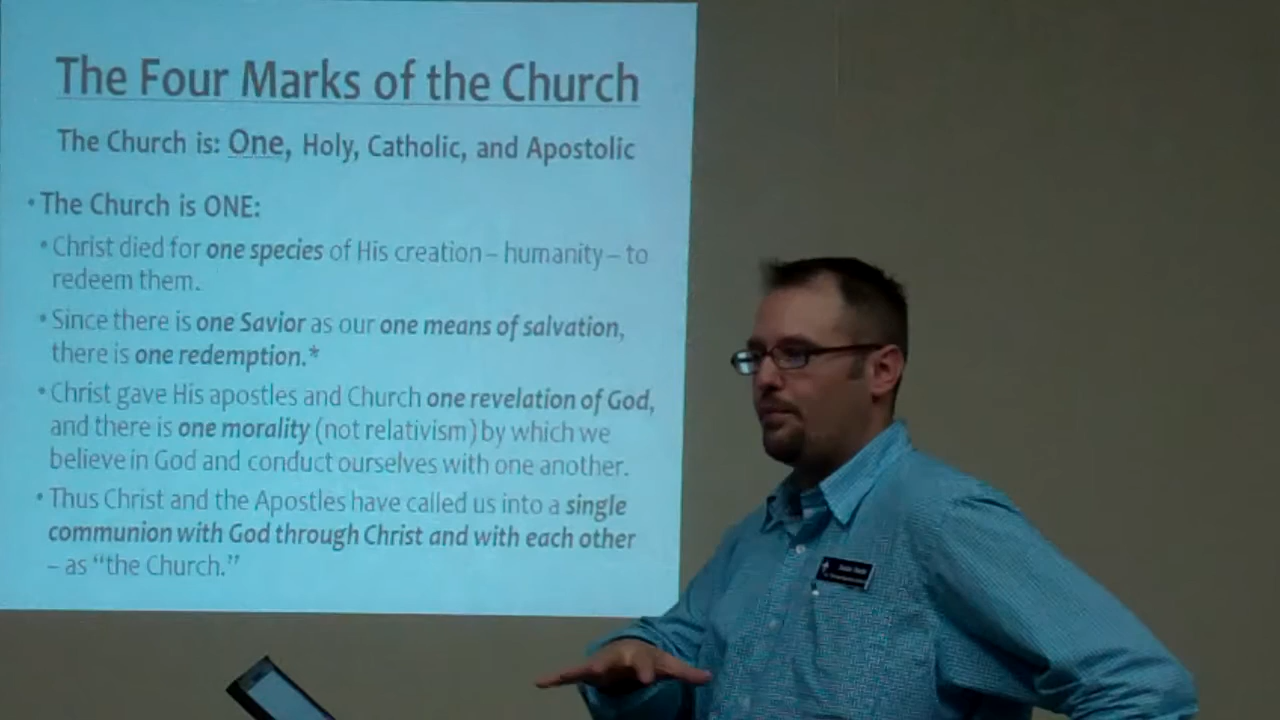 The Four Marks of the Church
The Church is: One, Holy, Catholic, and Apostolic
• The Church is ONE:
• Christ died for one species of His creation – humanity – to
redeem them.
• Since there is one Savior as our one means of salvation,
there is one redemption.*
• Christ gave His apostles and Church one revelation of God,
and there is one morality (not relativism) by which we
believe in God and conduct ourselves with one another.
• Thus Christ and the Apostles have called us into a single
communion with God through Christ and with each other
– as “the Church.”